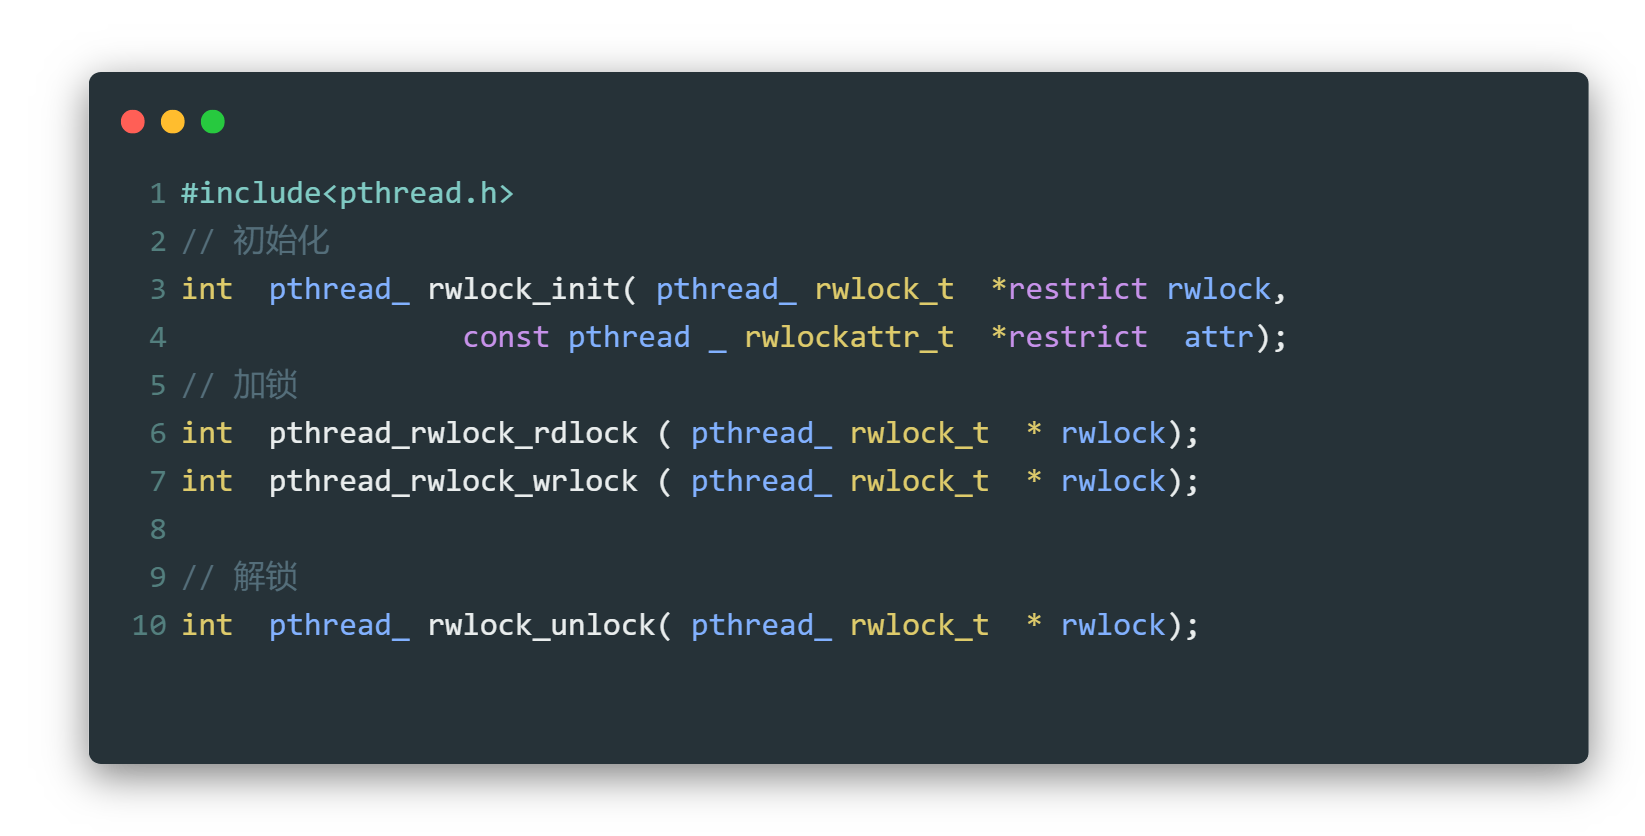 1 #include<pthread.h>
2 // 初始化
3 int  pthread_ rwlock_init( pthread_ rwlock_t  *restrict rwlock,
4                 const pthread _ rwlockattr_t  *restrict  attr);
5 // 加锁
6 int  pthread_rwlock_rdlock ( pthread_ rwlock_t  * rwlock);
7 int  pthread_rwlock_wrlock ( pthread_ rwlock_t  * rwlock);
8
9 // 解锁
10 int  pthread_ rwlock_unlock( pthread_ rwlock_t  * rwlock);